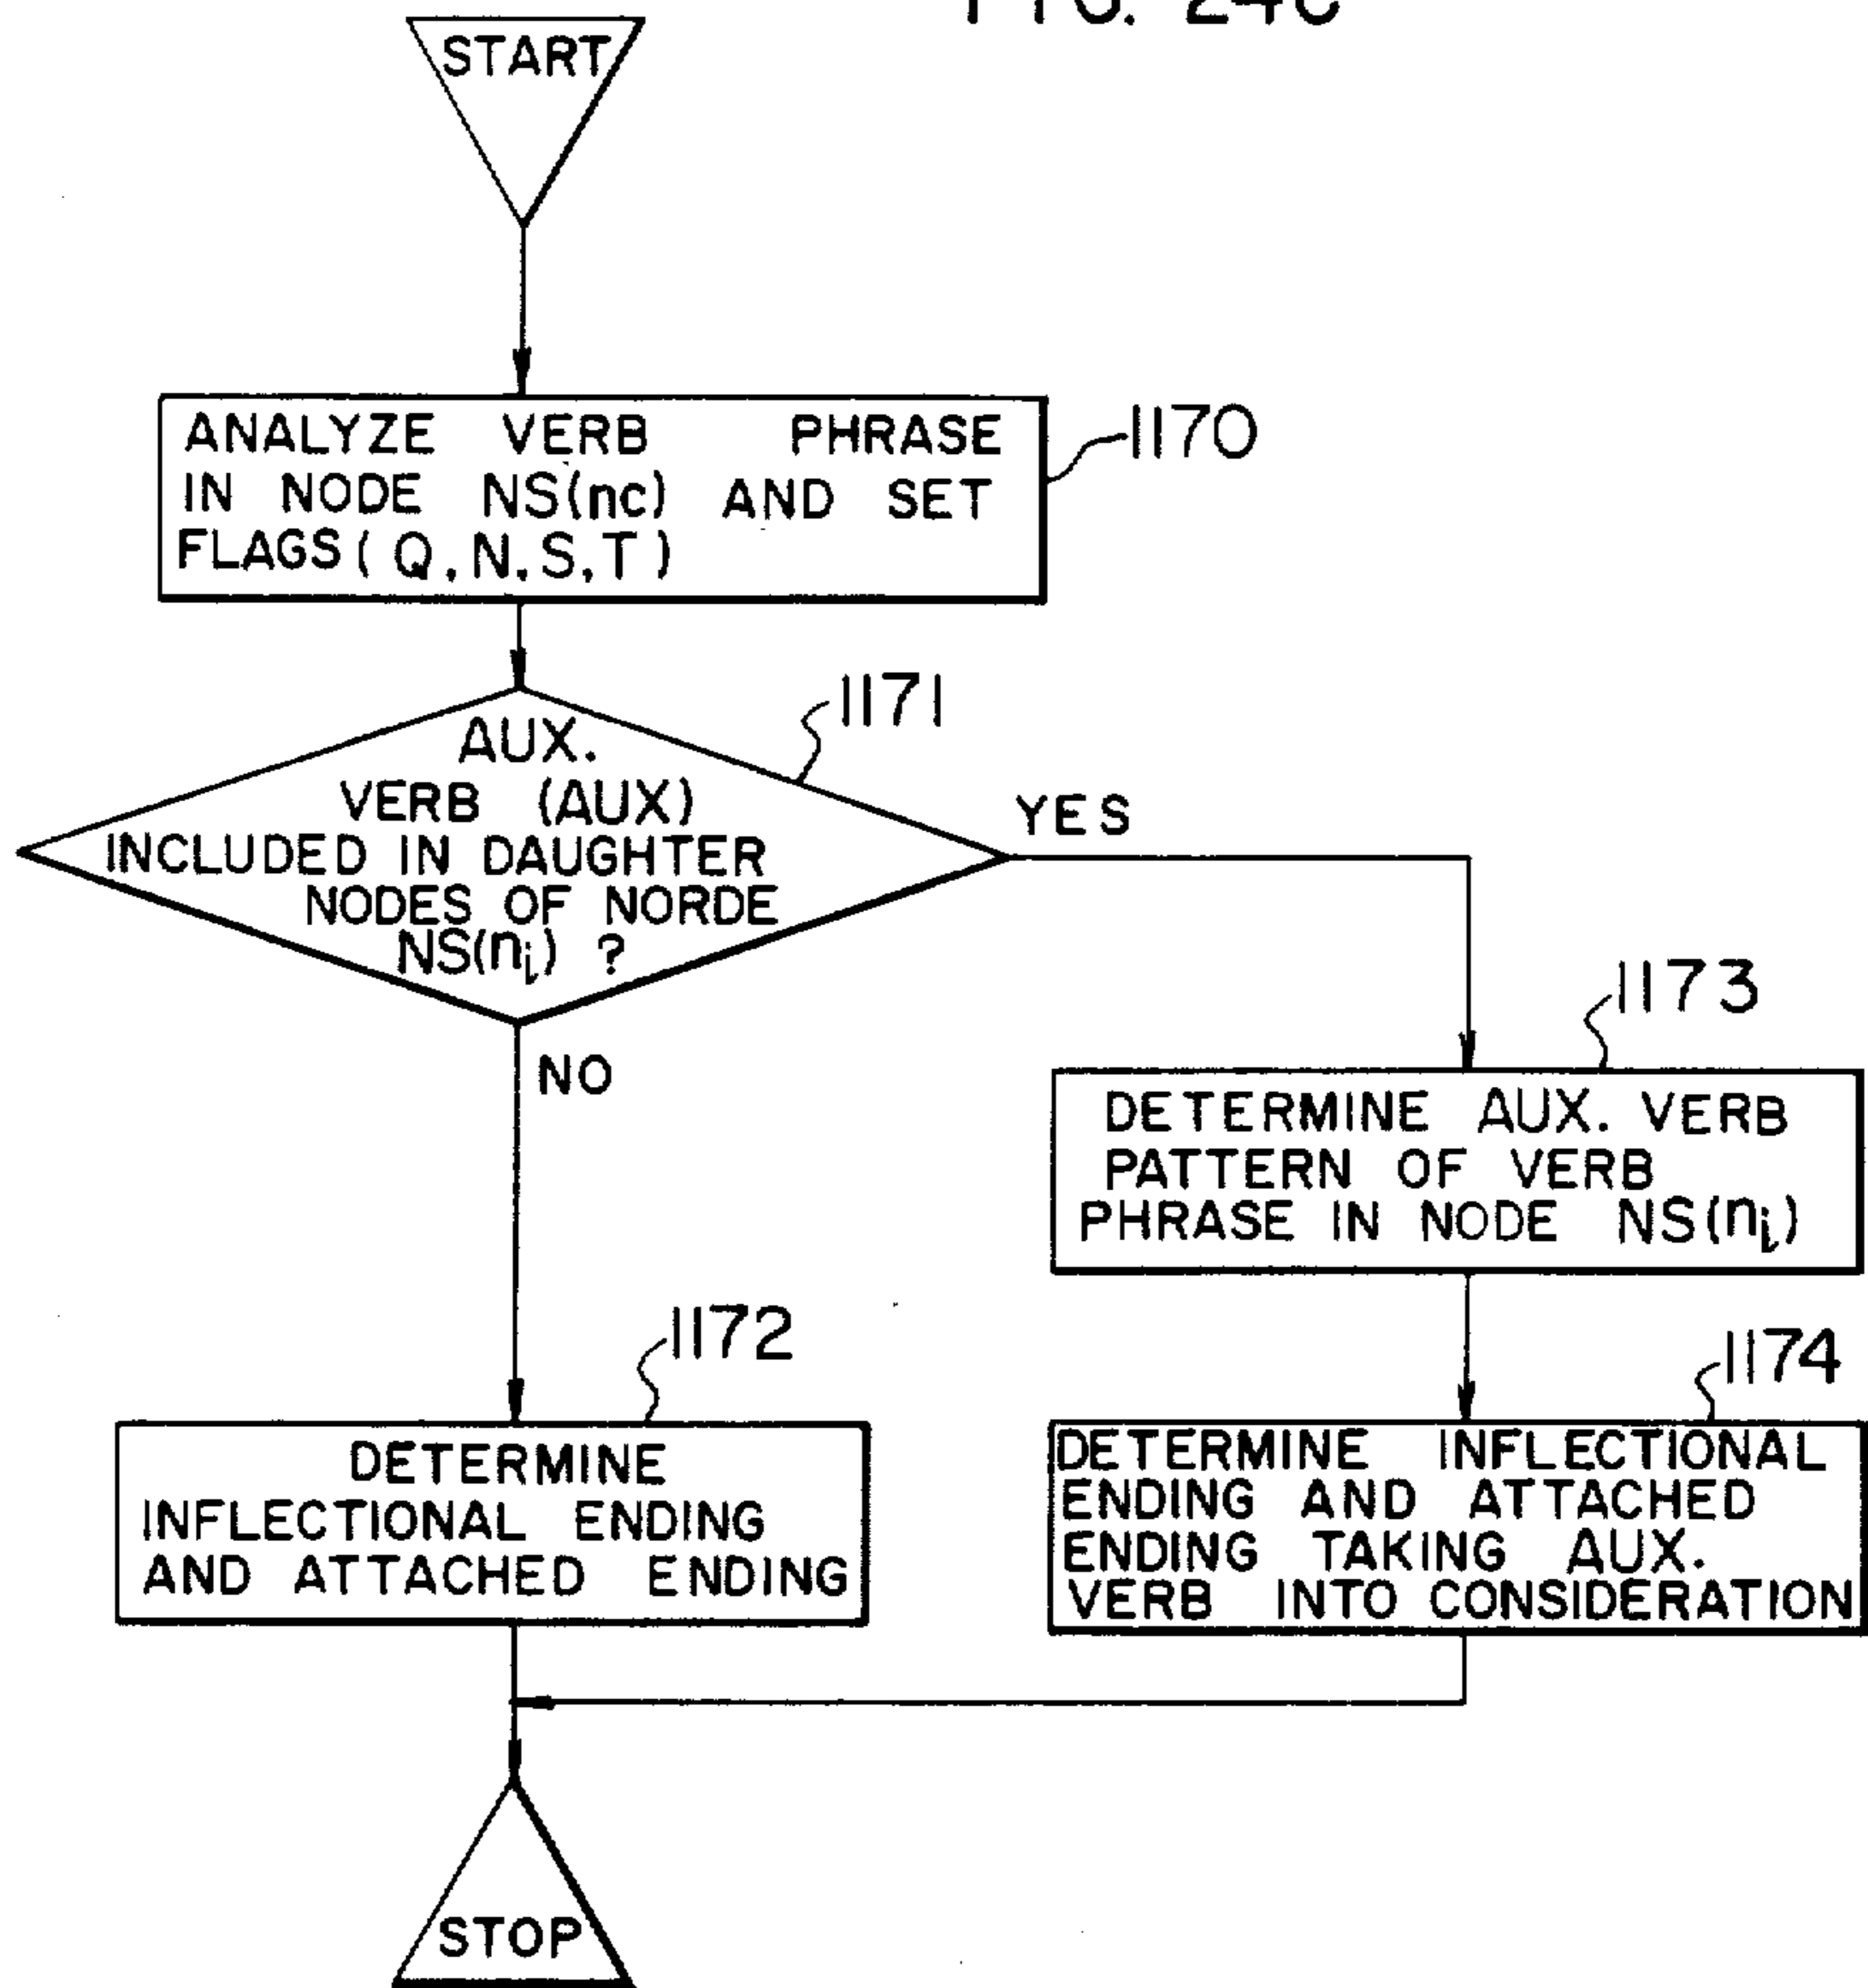 FIG. 24C
START
ANALYZE VERB PHRASE
IN NODE NS(nc) AND SET
FLAGS( Q, N, S, T )
1170
AUX.
VERB (AUX)
INCLUDED IN DAUGHTER
NODES OF NORDE
NS(ni) ?
1171
YES
NO
1173
DETERMINE AUX. VERB
PATTERN OF VERB
PHRASE IN NODE NS(ni)
1172
DETERMINE
INFLECTIONAL ENDING
AND ATTACHED ENDING
1174
DETERMINE INFLECTIONAL
ENDING AND ATTACHED
ENDING TAKING AUX.
VERB INTO CONSIDERATION
STOP